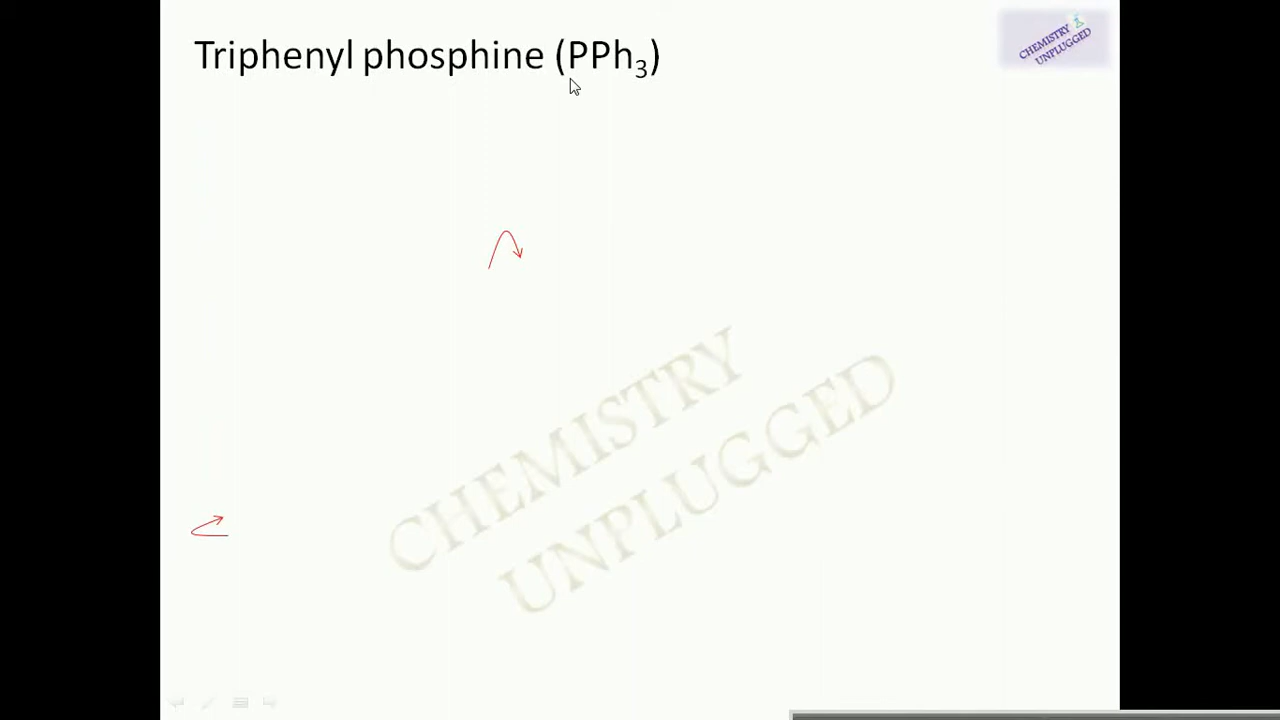 Triphenyl phosphine (PPh₃)
CHEMISTRY
UNPLUGGED
CHEMISTRY
UNPLUGGED